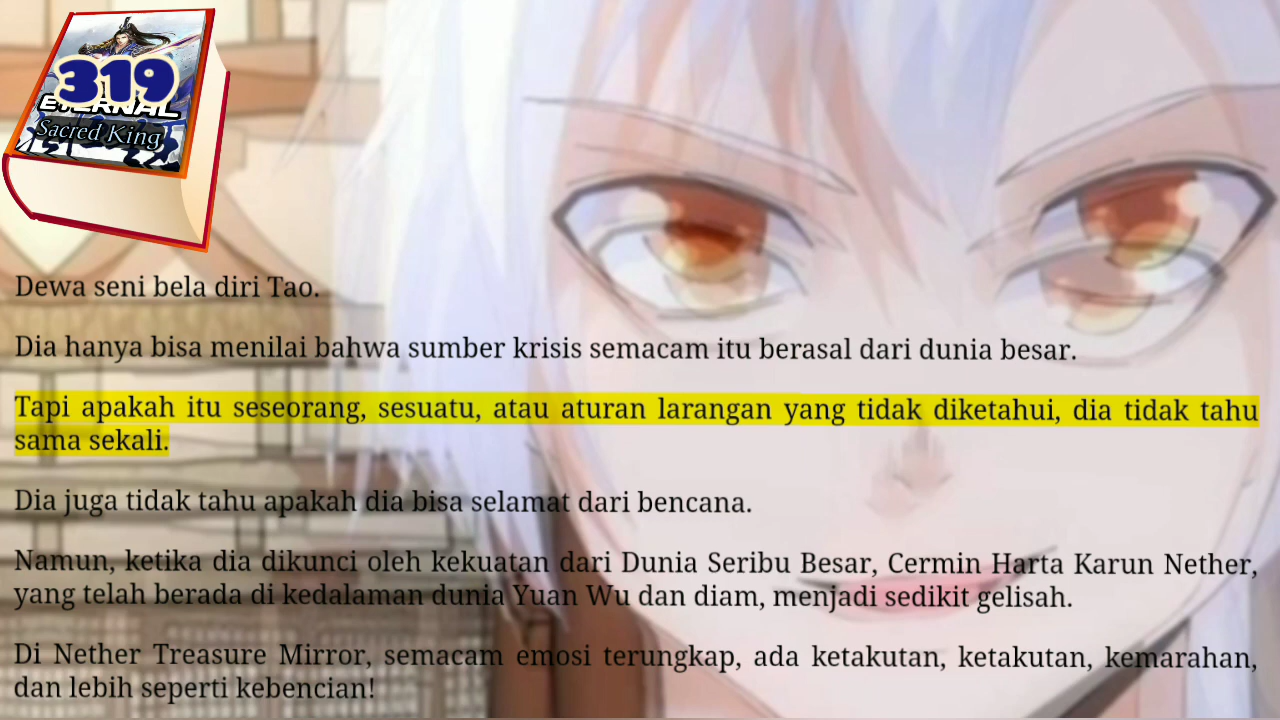 319
ETERNAL
Sacred King
Dewa seni bela diri Tao.
Dia hanya bisa menilai bahwa sumber krisis semacam itu berasal dari dunia besar.
Tapi apakah itu seseorang, sesuatu, atau aturan larangan yang tidak diketahui, dia tidak tahu
sama sekali.
Dia juga tidak tahu apakah dia bisa selamat dari bencana.
Namun, ketika dia dikunci oleh kekuatan dari Dunia Seribu Besar, Cermin Harta Karun Nether,
yang telah berada di kedalaman dunia Yuan Wu dan diam, menjadi sedikit gelisah.
Di Nether Treasure Mirror, semacam emosi terungkap, ada ketakutan, ketakutan, kemarahan,
dan lebih seperti kebencian!